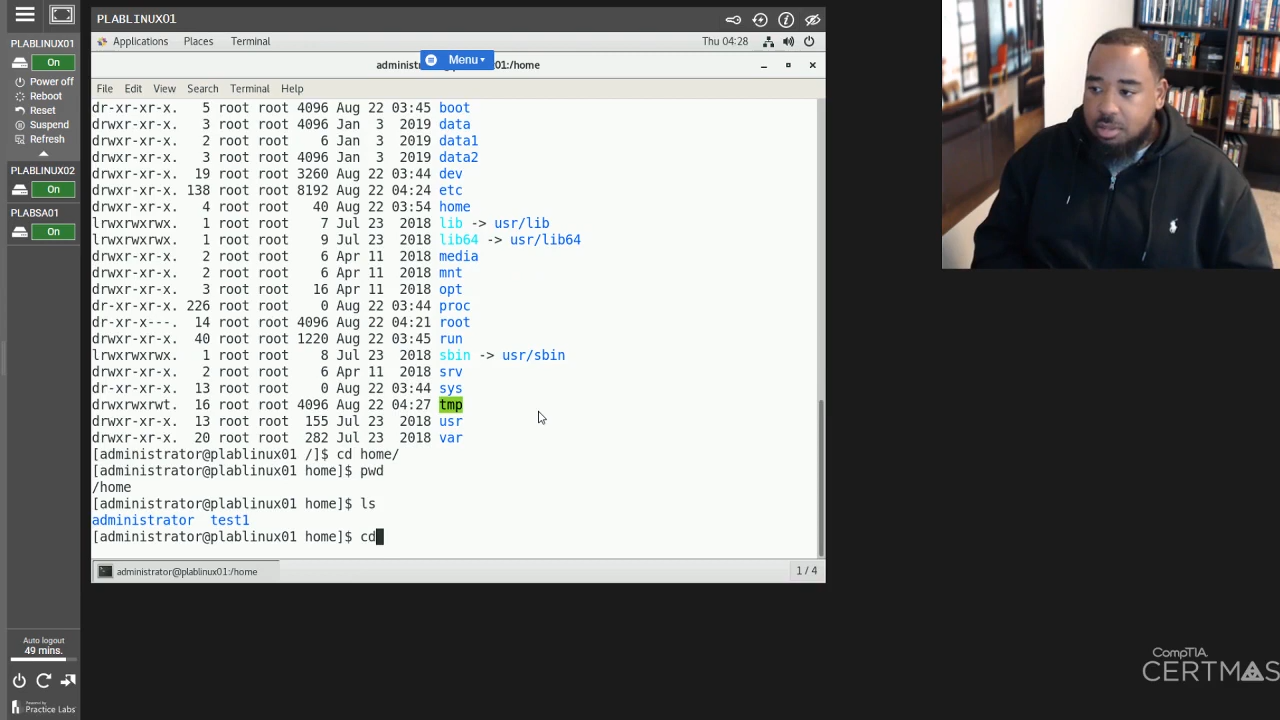 PLABLINUX01
PLABLINUX01
On
Power off
Reboot
Reset
Suspend
Refresh
PLABLINUX02
On
PLABSA01
On
Applications Places Terminal
Thu 04:28
:/home
Menu
File Edit View Search Terminal Help
dr-xr-xr-x. 5 root root 4096 Aug 22 03:45 boot
drwxr-xr-x. 3 root root 4096 Jan 3 2019 data
drwxr-xr-x. 2 root root 6 Jan 3 2019 data1
drwxr-xr-x. 3 root root 4096 Jan 3 2019 data2
drwxr-xr-x. 19 root root 3260 Aug 22 03:44 dev
drwxr-xr-x. 138 root root 8192 Aug 22 04:24 etc
drwxr-xr-x. 4 root root 40 Aug 22 03:54 home
lrwxrwxrwx. 1 root root 7 Jul 23 2018 lib -> usr/lib
lrwxrwxrwx. 1 root root 9 Jul 23 2018 lib64 -> usr/lib64
drwxr-xr-x. 2 root root 6 Apr 11 2018 media
drwxr-xr-x. 2 root root 6 Apr 11 2018 mnt
drwxr-xr-x. 3 root root 16 Apr 11 2018 opt
dr-xr-xr-x. 226 root root 0 Aug 22 03:44 proc
dr-xr-x---. 14 root root 4096 Aug 22 04:21 root
drwxr-xr-x. 40 root root 1220 Aug 22 03:45 run
lrwxrwxrwx. 1 root root 8 Jul 23 2018 sbin -> usr/sbin
drwxr-xr-x. 2 root root 6 Apr 11 2018 srv
dr-xr-xr-x. 13 root root 0 Aug 22 03:44 sys
drwxrwxrwt. 16 root root 4096 Aug 22 04:27 tmp
drwxr-xr-x. 13 root root 155 Jul 23 2018 usr
drwxr-xr-x. 20 root root 282 Jul 23 2018 var
[administrator@plablinux01 /]$ cd home/
[administrator@plablinux01 home]$ pwd
/home
[administrator@plablinux01 home]$ ls
administrator test1
[administrator@plablinux01 home]$ cd
administrator@plablinux01:/home
1 / 4
Auto logout
49 mins.
Powered by
Practice Labs
CompTIA.
CERTMAS